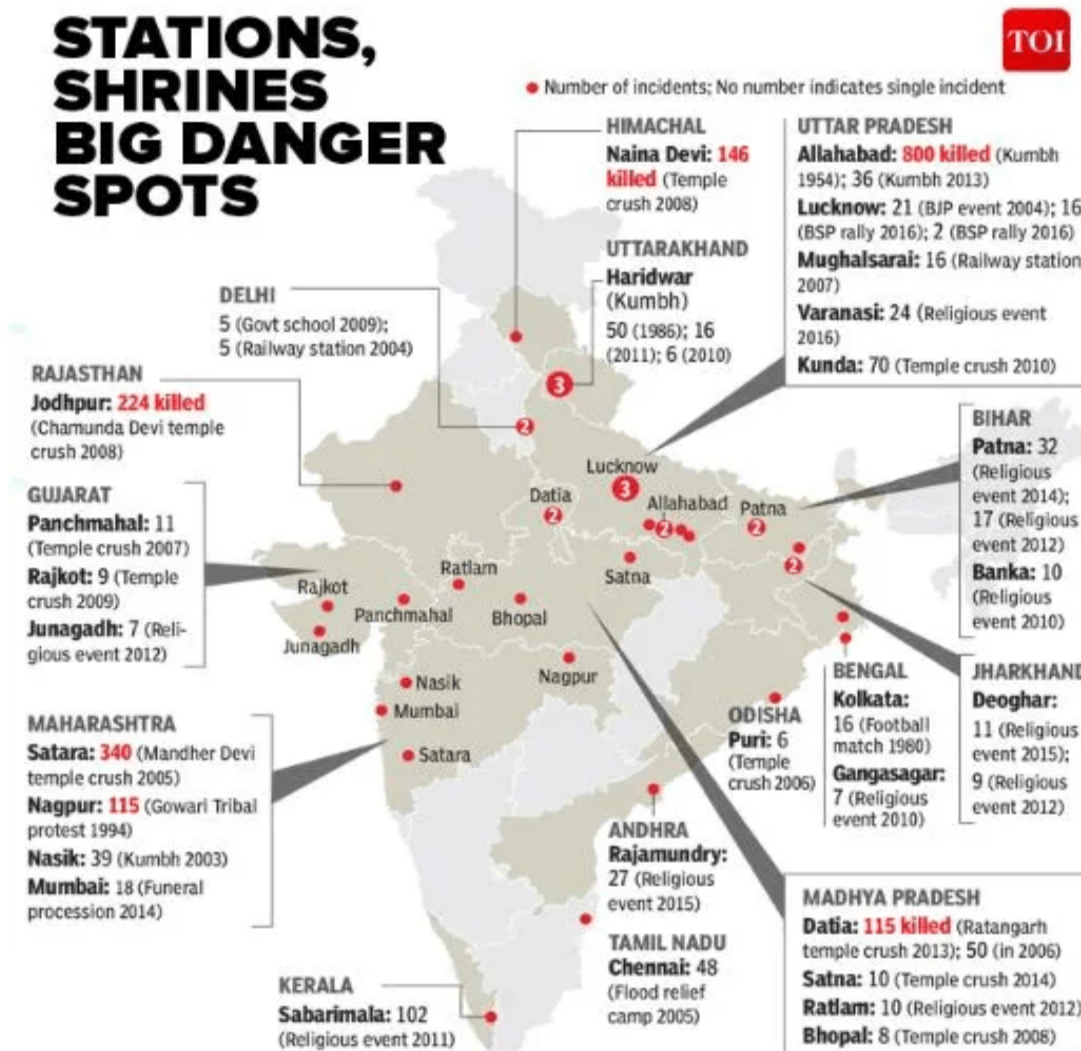 STATIONS,
SHRINES
BIG DANGER
SPOTS
TOI
Number of incidents; No number indicates single incident
HIMACHAL
Naina Devi: 146
killed (Temple
crush 2008)
UTTARAKHAND
Haridwar
(Kumbh)
50 (1986); 16
(2011); 6 (2010)
UTTAR PRADESH
Allahabad: 800 killed (Kumbh
1954); 36 (Kumbh 2013)
Lucknow: 21 (BJP event 2004); 16
(BSP rally 2016); 2 (BSP rally 2016)
Mughalsarai: 16 (Railway station
2007)
Varanasi: 24 (Religious event
2016)
Kunda: 70 (Temple crush 2010)
DELHI
5 (Govt school 2009);
5 (Railway station 2004)
RAJASTHAN
Jodhpur: 224 killed
(Chamunda Devi temple
crush 2008)
GUJARAT
Panchmahal: 11
(Temple crush 2007)
Rajkot: 9 (Temple
crush 2009)
Junagadh: 7 (Reli-
gious event 2012)
MAHARASHTRA
Satara: 340 (Mandher Devi
temple crush 2005)
Nagpur: 115 (Gowari Tribal
protest 1994)
Nasik: 39 (Kumbh 2003)
Mumbai: 18 (Funeral
procession 2014)
KERALA
Sabarimala: 102
(Religious event 2011)
3
2
Lucknow
3
Datia
2
Allahabad
2
Patna
2
2
Satna
Ratlam
Rajkot
Panchmahal
Bhopal
Junagadh
Nagpur
Nasik
Mumbai
Satara
BIHAR
Patna: 32
(Religious
event 2014);
17 (Religious
event 2012)
Banka: 10
(Religious
event 2010)
JHARKHAND
Deoghar:
11 (Religious
event 2015);
9 (Religious
event 2012)
BENGAL
Kolkata:
16 (Football
match 1980)
Gangasagar:
7 (Religious
event 2010)
ODISHA
Puri: 6
(Temple
crush 2006)
ANDHRA
Rajamundry:
27 (Religious
event 2015)
TAMIL NADU
Chennai: 48
(Flood relief
camp 2005)
MADHYA PRADESH
Datia: 115 killed (Ratangarh
temple crush 2013); 50 (in 2006)
Satna: 10 (Temple crush 2014)
Ratlam: 10 (Religious event 2012)
Bhopal: 8 (Temple crush 2008)